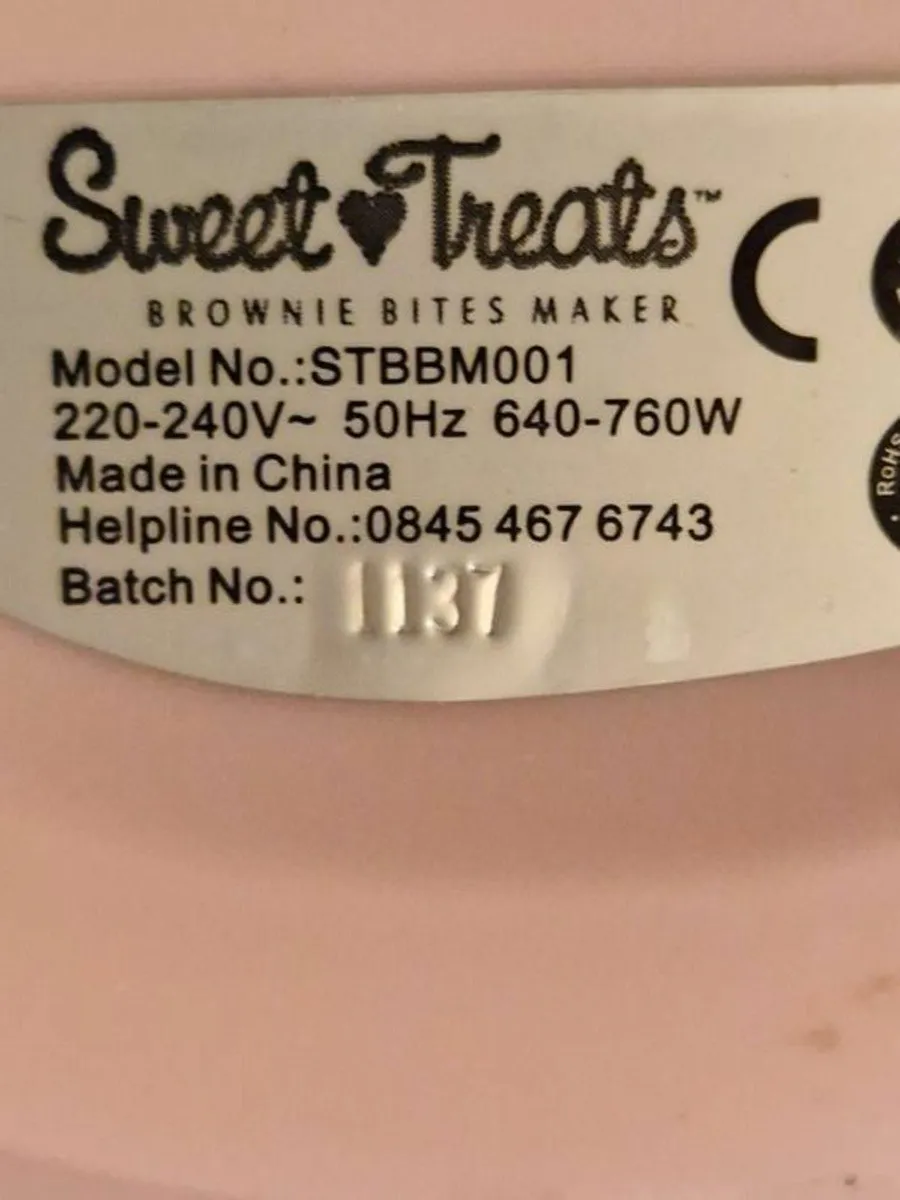 Sweet♥Treats™
BROWNIE BITES MAKER
Model No.:STBBM001
220-240V~ 50Hz 640-760W
Made in China
Helpline No.:0845 467 6743
Batch No.: 1137
RoHS